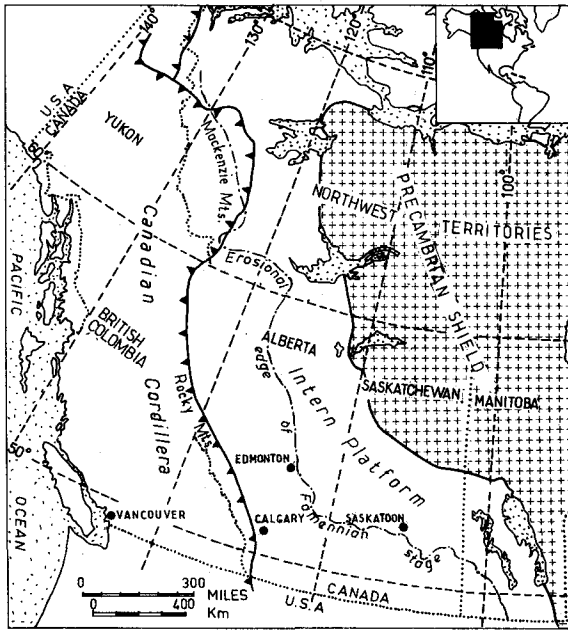 140°
130°
120°
110°
100°
60°
50°
U.S.A
CANADA
YUKON
Mackenzie Mts.
NORTHWEST
TERRITORIES
PRECAMBRIAN SHIELD
Canadian
Cordillera
PACIFIC
OCEAN
BRITISH
COLOMBIA
Rocky Mts.
Erosional
edge
of
Famennian
stage
ALBERTA
Intern Platform
SASKATCHEWAN
MANITOBA
EDMONTON
VANCOUVER
CALGARY
SASKATOON
0 300
MILES
0 400
Km
CANADA
U.S.A